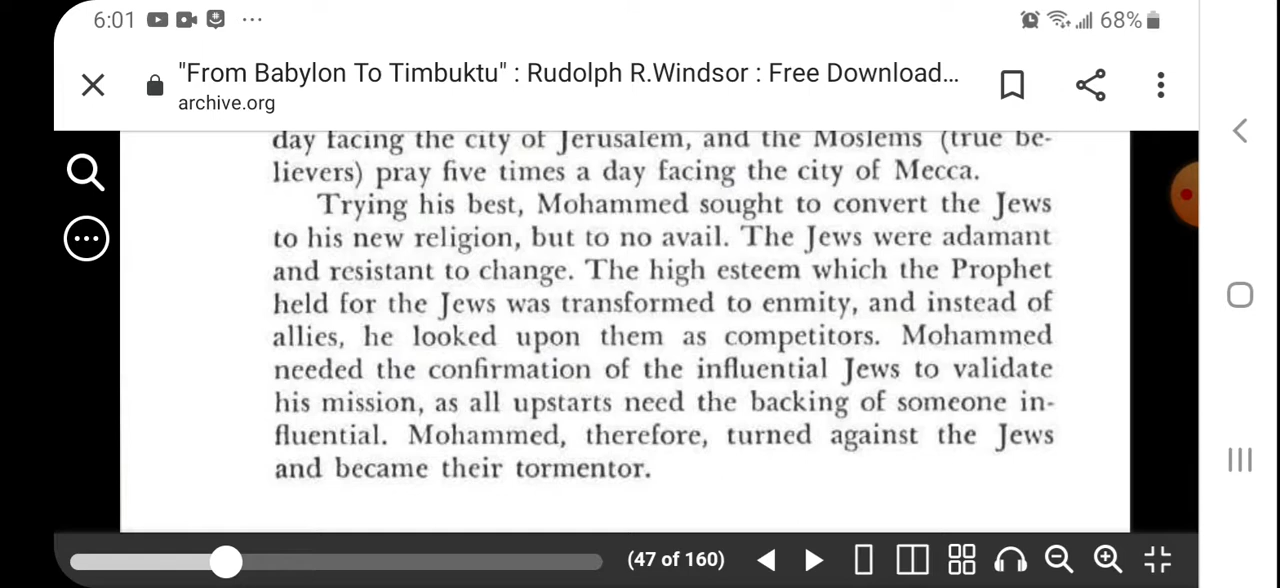 6:01
68%
"From Babylon To Timbuktu" : Rudolph R.Windsor : Free Download...
archive.org
day facing the city of Jerusalem, and the Moslems (true be-
lievers) pray five times a day facing the city of Mecca.
Trying his best, Mohammed sought to convert the Jews
to his new religion, but to no avail. The Jews were adamant
and resistant to change. The high esteem which the Prophet
held for the Jews was transformed to enmity, and instead of
allies, he looked upon them as competitors. Mohammed
needed the confirmation of the influential Jews to validate
his mission, as all upstarts need the backing of someone in-
fluential. Mohammed, therefore, turned against the Jews
and became their tormentor.
(47 of 160)